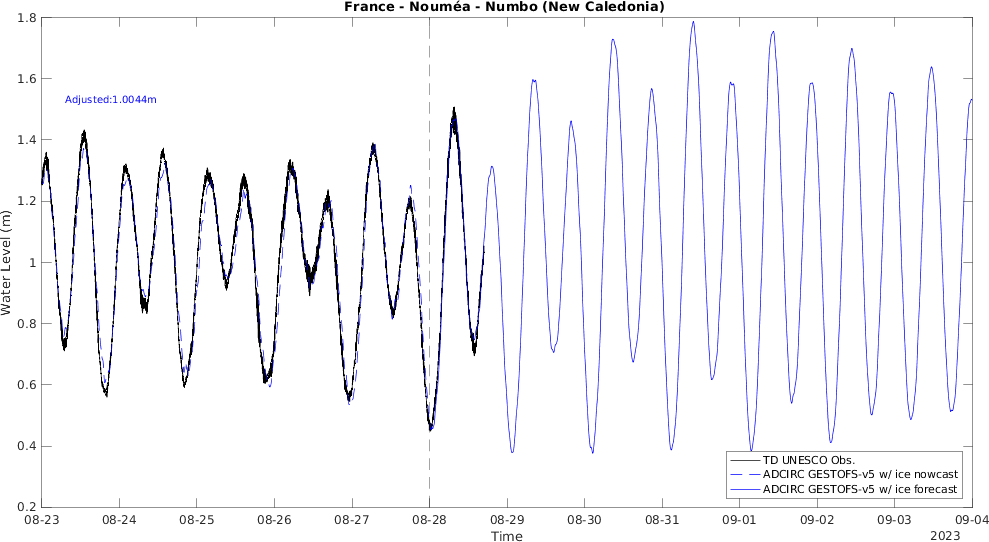 France - Nouméa - Numbo (New Caledonia)
1.8
1.6
1.4
1.2
1
0.8
0.6
0.4
0.2
Water Level (m)
Adjusted:1.0044m
TD UNESCO Obs.
ADCIRC GESTOFS-v5 w/ ice nowcast
ADCIRC GESTOFS-v5 w/ ice forecast
08-23 08-24 08-25 08-26 08-27 08-28 08-29 08-30 08-31 09-01 09-02 09-03 09-04
Time
2023